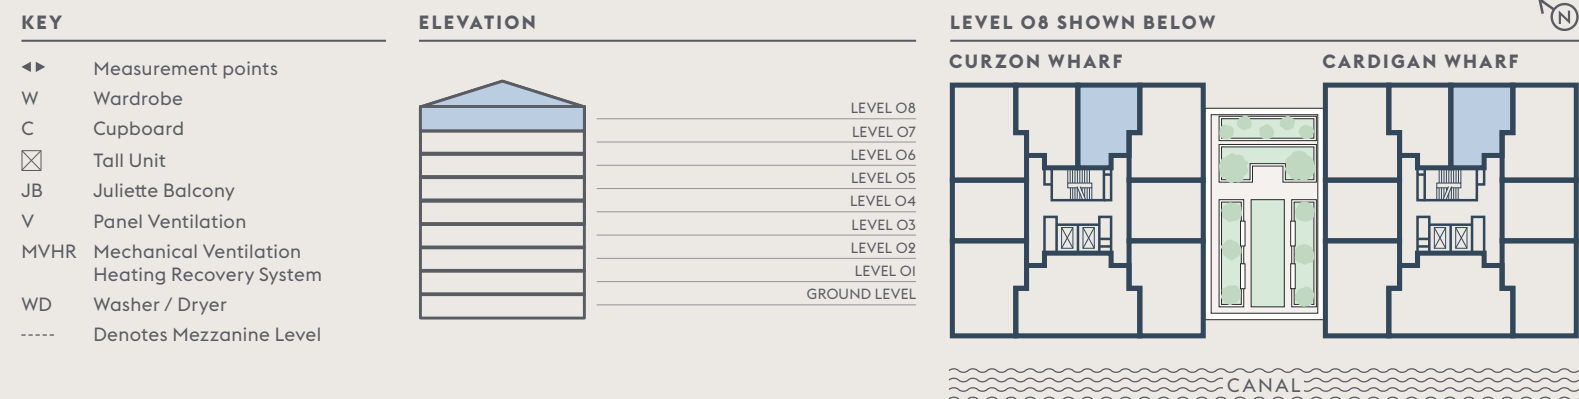 KEY
Measurement points
W Wardrobe
C Cupboard
Tall Unit
JB Juliette Balcony
V Panel Ventilation
MVHR Mechanical Ventilation
Heating Recovery System
WD Washer / Dryer
----- Denotes Mezzanine Level
ELEVATION
LEVEL 08
LEVEL 07
LEVEL 06
LEVEL 05
LEVEL 04
LEVEL 03
LEVEL 02
LEVEL 01
GROUND LEVEL
LEVEL 08 SHOWN BELOW
N
CURZON WHARF
CARDIGAN WHARF
CANAL